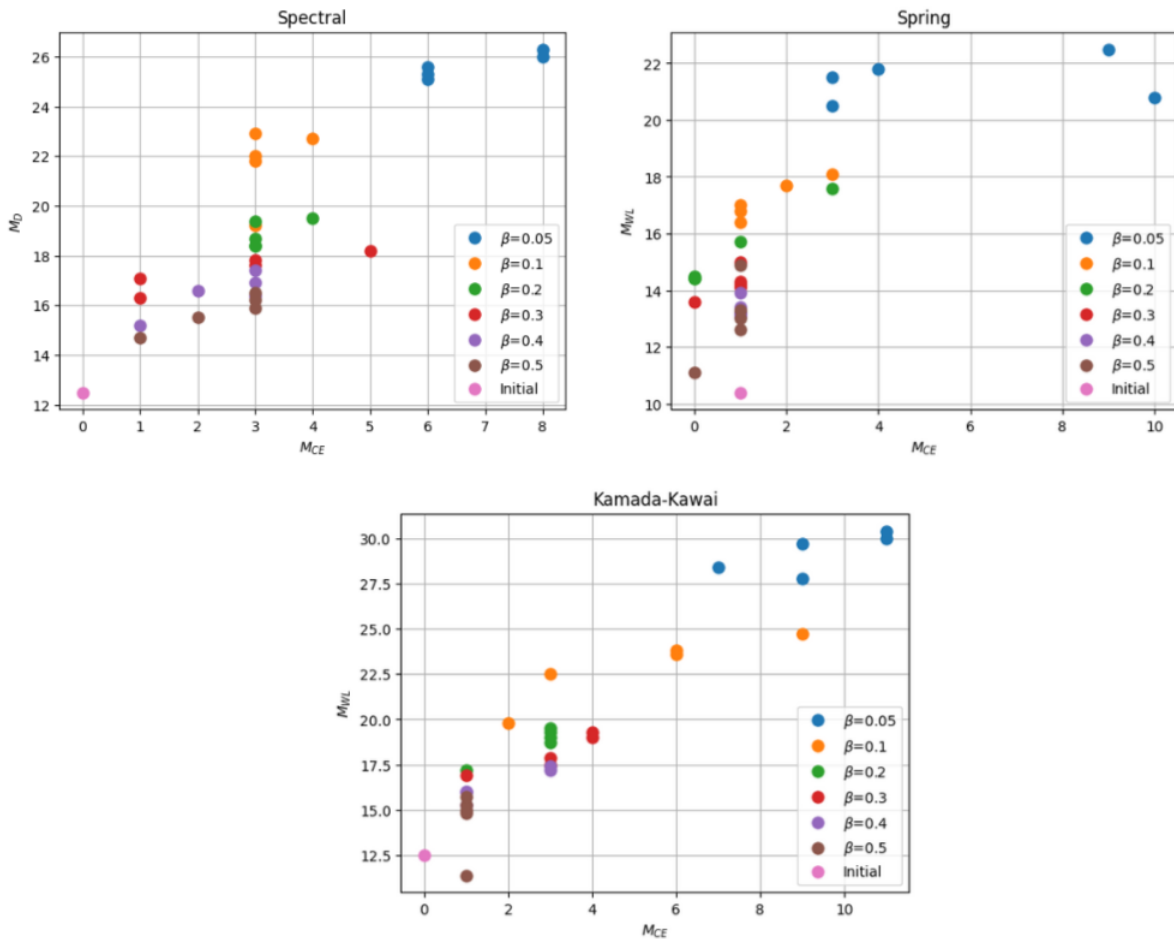 Spectral
26
24
22
20
18
16
14
12
M_D
0 1 2 3 4 5 6 7 8
M_CE
β=0.05
β=0.1
β=0.2
β=0.3
β=0.4
β=0.5
Initial
Spring
22
20
18
16
14
12
10
M_WL
0 2 4 6 8 10
M_CE
β=0.05
β=0.1
β=0.2
β=0.3
β=0.4
β=0.5
Initial
Kamada-Kawai
30.0
27.5
25.0
22.5
20.0
17.5
15.0
12.5
M_WL
0 2 4 6 8 10
M_CE
β=0.05
β=0.1
β=0.2
β=0.3
β=0.4
β=0.5
Initial